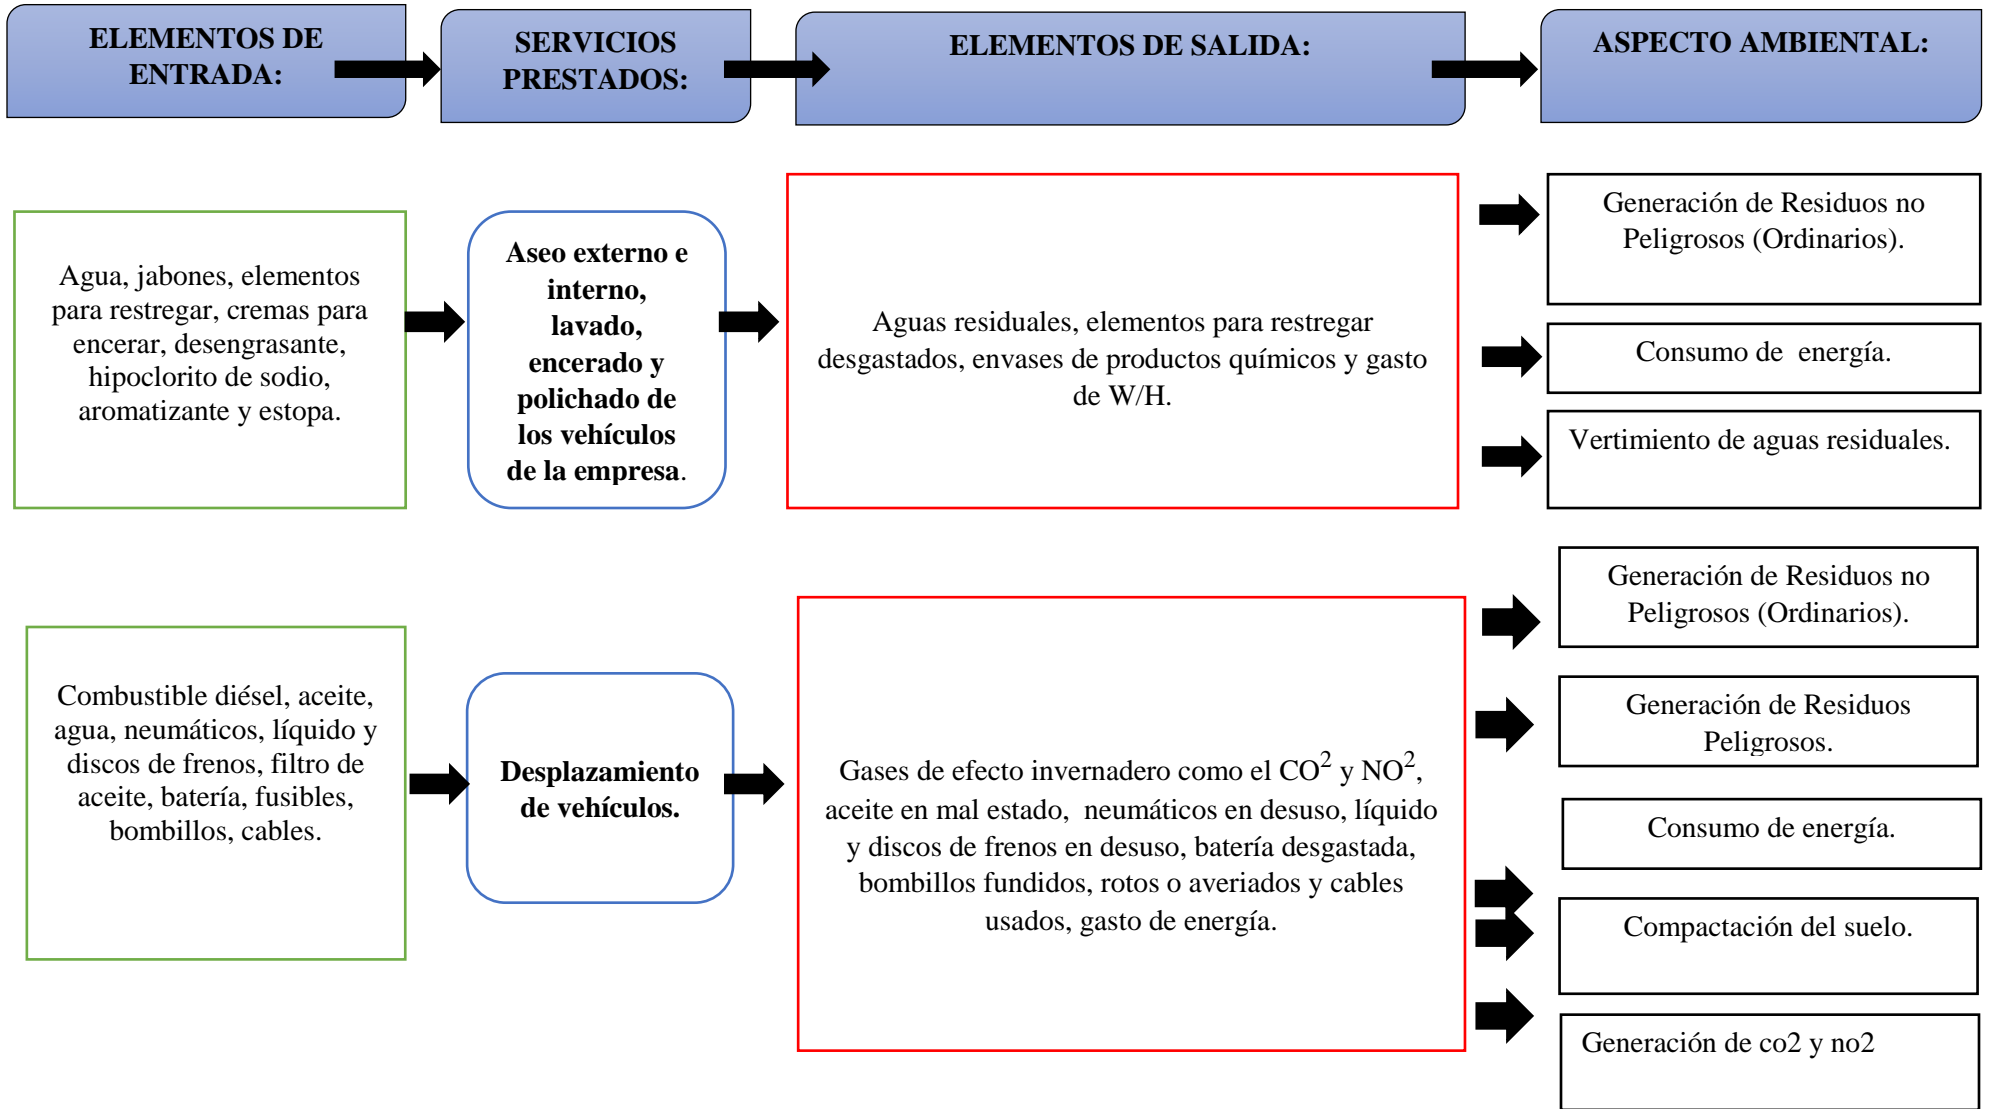 ELEMENTOS DE
ENTRADA:
SERVICIOS
PRESTADOS:
ELEMENTOS DE SALIDA:
ASPECTO AMBIENTAL:
Agua, jabones, elementos
para restregar, cremas para
encerar, desengrasante,
hipoclorito de sodio,
aromatizante y estopa.
Aseo externo e
interno,
lavado,
encerado y
polichado de
los vehículos
de la empresa.
Aguas residuales, elementos para restregar
desgastados, envases de productos químicos y gasto
de W/H.
Generación de Residuos no
Peligrosos (Ordinarios).
Consumo de  energía.
Vertimiento de aguas residuales.
Combustible diésel, aceite,
agua, neumáticos, líquido y
discos de frenos, filtro de
aceite, batería, fusibles,
bombillos, cables.
Desplazamiento
de vehículos.
Gases de efecto invernadero como el CO² y NO²,
aceite en mal estado,  neumáticos en desuso, líquido
y discos de frenos en desuso, batería desgastada,
bombillos fundidos, rotos o averiados y cables
usados, gasto de energía.
Generación de Residuos no
Peligrosos (Ordinarios).
Generación de Residuos
Peligrosos.
Consumo de energía.
Compactación del suelo.
Generación de co2 y no2